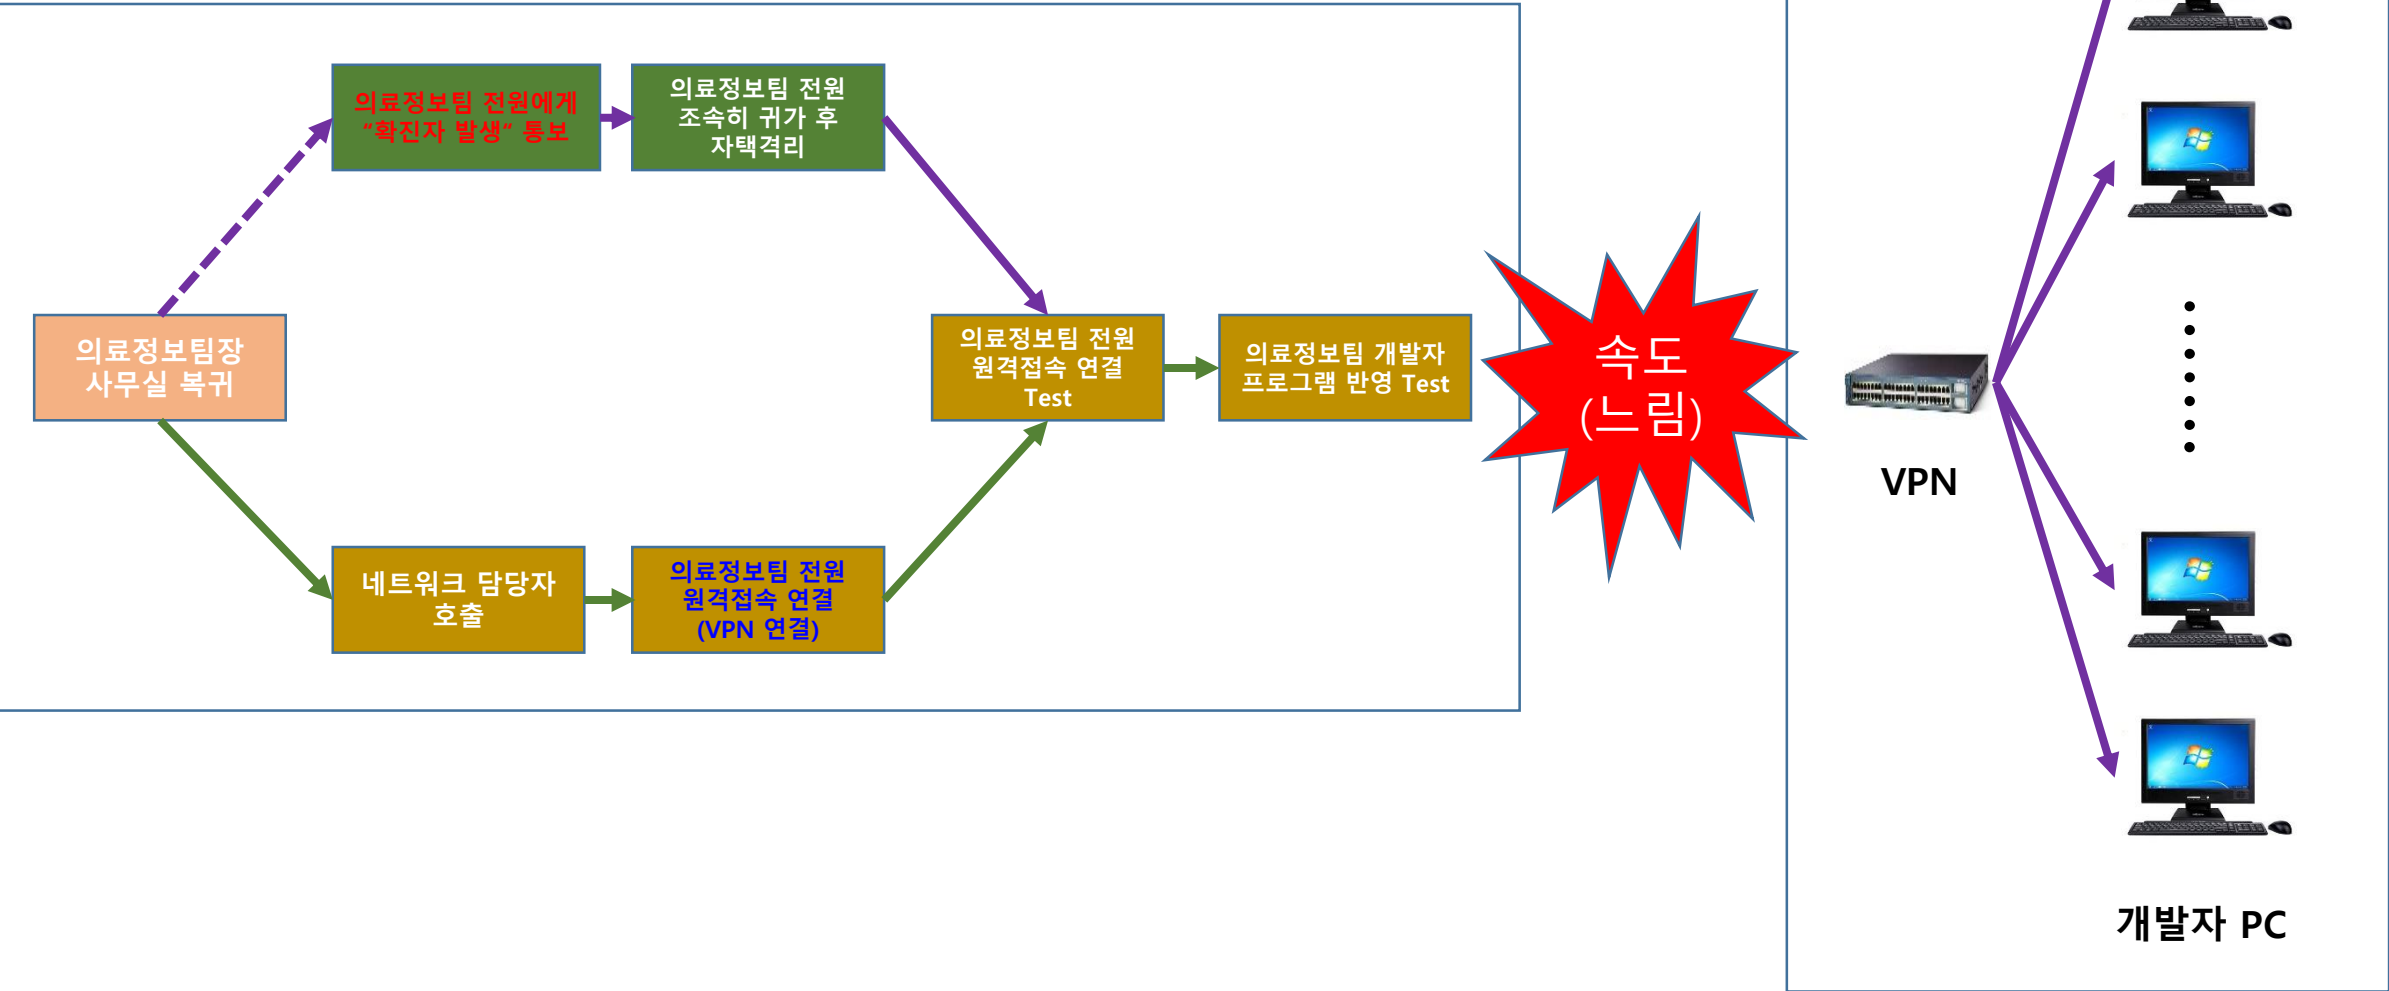 의료정보팀 전원에게
"확진자 발생" 통보
의료정보팀 전원
조속히 귀가 후
자택격리
의료정보팀장
사무실 복귀
의료정보팀 전원
원격접속 연결
Test
의료정보팀 개발자
프로그램 반영 Test
네트워크 담당자
호출
의료정보팀 전원
원격접속 연결
(VPN 연결)
속도
(느림)
VPN
개발자 PC